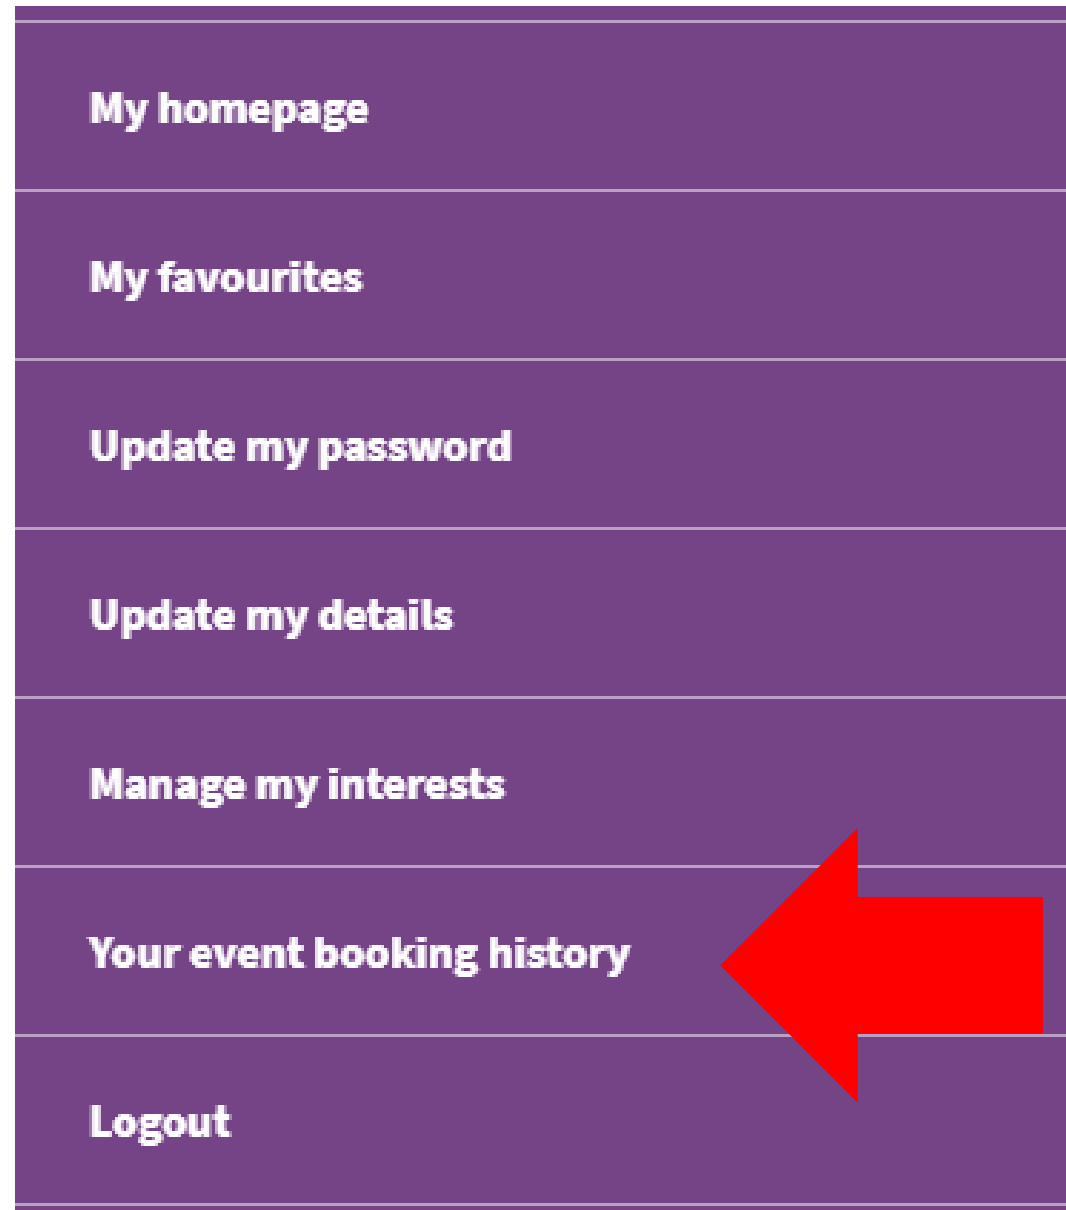 My homepage
My favourites
Update my password
Update my details
Manage my interests
Your event booking history
Logout